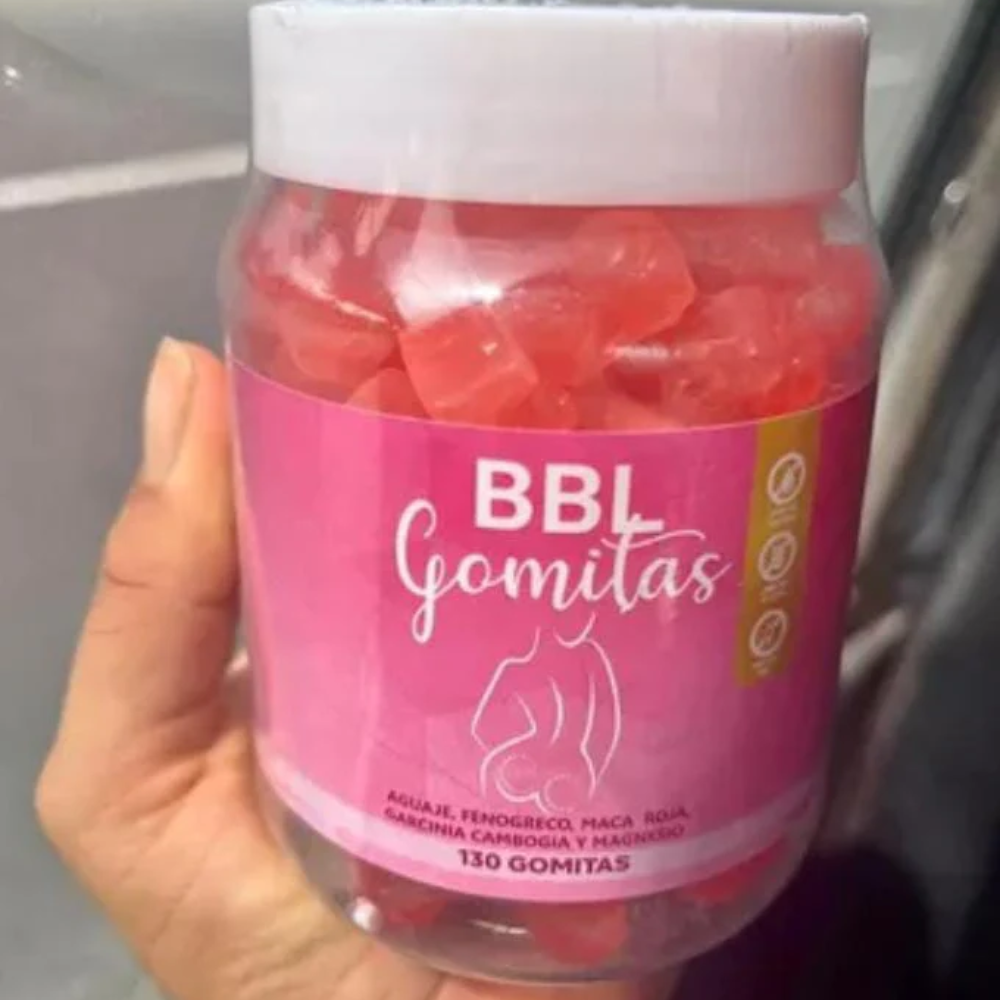 BBL
Gomitas
AGUAJE, FENOGRECO, MACA ROJA,
GARCINIA CAMBOGIA Y MAGNESIO
130 GOMITAS